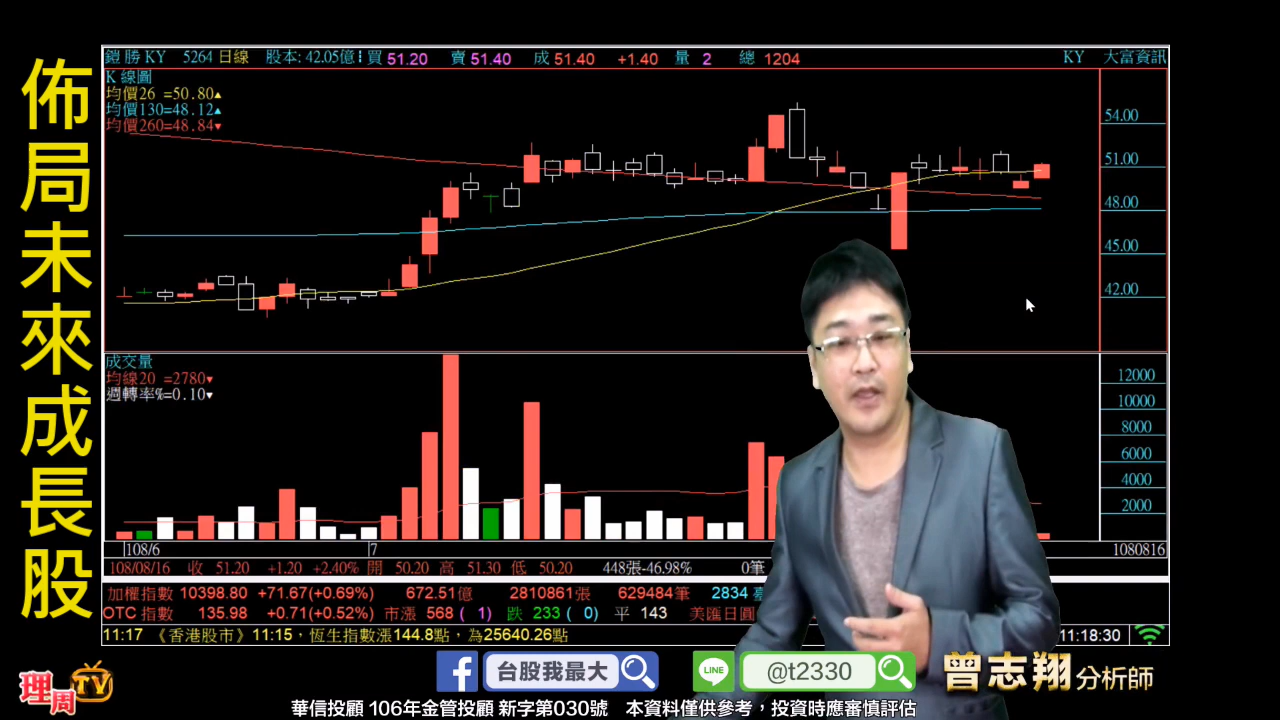 佈局未來成長股
鎧勝KY 5264 日線 股本: 42.05億 買 51.20 賣 51.40 成 51.40 +1.40 量 2 總 1204 KY 大富資訊
K 線圖
均價26 =50.80▲
均價130=48.12▲
均價260=48.84▼
54.00
51.00
48.00
45.00
42.00
成交量
均線20 =2780▼
週轉率%=0.10▼
12000
10000
8000
6000
4000
2000
108/6 7 1080816
108/08/16 收 51.20 +1.20 +2.40% 開 50.20 高 51.30 低 50.20 448張-46.98% 0筆
加權指數 10398.80 +71.67(+0.69%) 672.51億 2810861張 629484筆 2834
OTC 指數 135.98 +0.71(+0.52%) 市漲 568 ( 1) 跌 233 ( 0) 平 143 美匯日圓
11:17 《香港股市》11:15，恆生指數漲144.8點，為25640.26點 11:18:30
台股我最大
LINE @t2330
曾志翔分析師
理周TV
華信投顧 106年金管投顧 新字第030號 本資料僅供參考，投資時應審慎評估